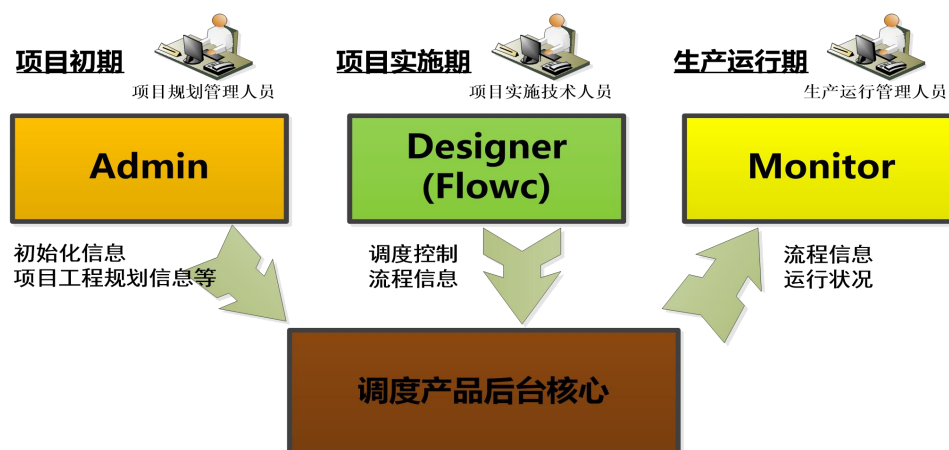 项目初期
项目实施期
生产运行期
项目规划管理人员
项目实施技术人员
生产运行管理人员
Admin
Designer
(Flowc)
Monitor
初始化信息
项目工程规划信息等
调度控制
流程信息
流程信息
运行状况
调度产品后台核心